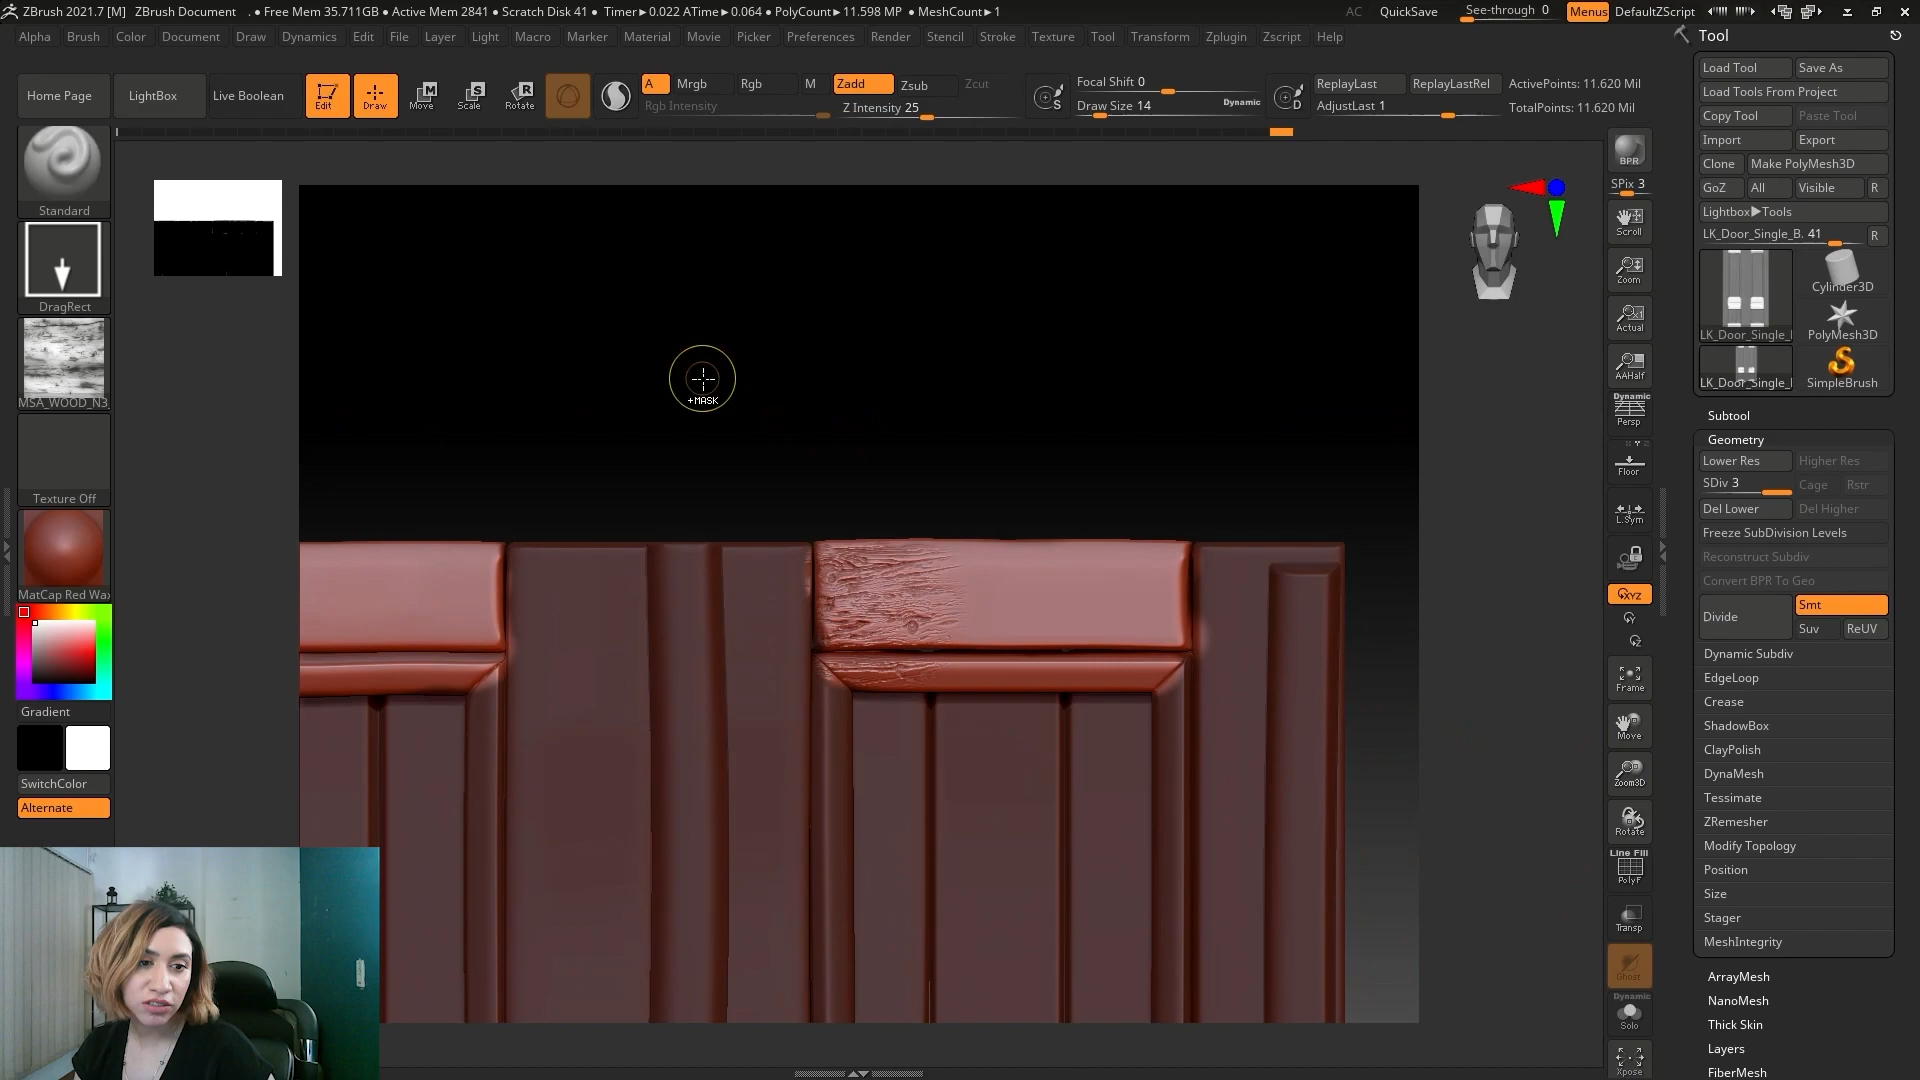 ZBrush 2021.7 [M] ZBrush Document . • Free Mem 35.711GB • Active Mem 2841 • Scratch Disk 41 • Timer►0.022 ATime►0.064 • PolyCount►11.598 MP • MeshCount►1 AC QuickSave See-through 0 Menus DefaultZScript
Alpha Brush Color Document Draw Dynamics Edit File Layer Light Macro Marker Material Movie Picker Preferences Render Stencil Stroke Texture Tool Transform Zplugin Zscript Help
Tool
Load Tool Save As
Load Tools From Project
Copy Tool Paste Tool
Import Export
Clone Make PolyMesh3D
GoZ All Visible R
Lightbox►Tools
LK_Door_Single_B. 41 R
Cylinder3D
LK_Door_Single_ PolyMesh3D
LK_Door_Single_ SimpleBrush
Home Page LightBox Live Boolean
Edit Draw Move Scale Rotate
A Mrgb Rgb M Zadd Zsub Zcut
Rgb Intensity Z Intensity 25
Focal Shift 0
Draw Size 14 Dynamic
S D
ReplayLast ReplayLastRel
AdjustLast 1
ActivePoints: 11.620 Mil
TotalPoints: 11.620 Mil
Standard
DragRect
MSA_WOOD_N3_
Texture Off
MatCap Red Wax
Gradient
SwitchColor
Alternate
+MASK
BPR
SPix 3
Scroll
Zoom
Actual
AAHalf
Dynamic
Persp
Floor
L.Sym
XYZ
Frame
Move
Zoom3D
Rotate
Line Fill
PolyF
Transp
Ghost
Dynamic
Solo
Xpose
Subtool
Geometry
Lower Res Higher Res
SDiv 3 Cage Rstr
Del Lower Del Higher
Freeze SubDivision Levels
Reconstruct Subdiv
Convert BPR To Geo
Divide Smt
Suv ReUV
Dynamic Subdiv
EdgeLoop
Crease
ShadowBox
ClayPolish
DynaMesh
Tessimate
ZRemesher
Modify Topology
Position
Size
Stager
MeshIntegrity
ArrayMesh
NanoMesh
Thick Skin
Layers
FiberMesh